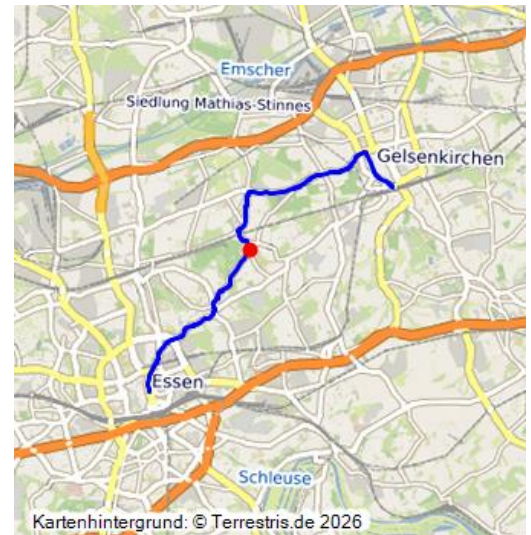 Emscher
Siedlung Mathias-Stinnes
Gelsenkirchen
Essen
Schleuse
Kartenhintergrund: © Terrestris.de 2026